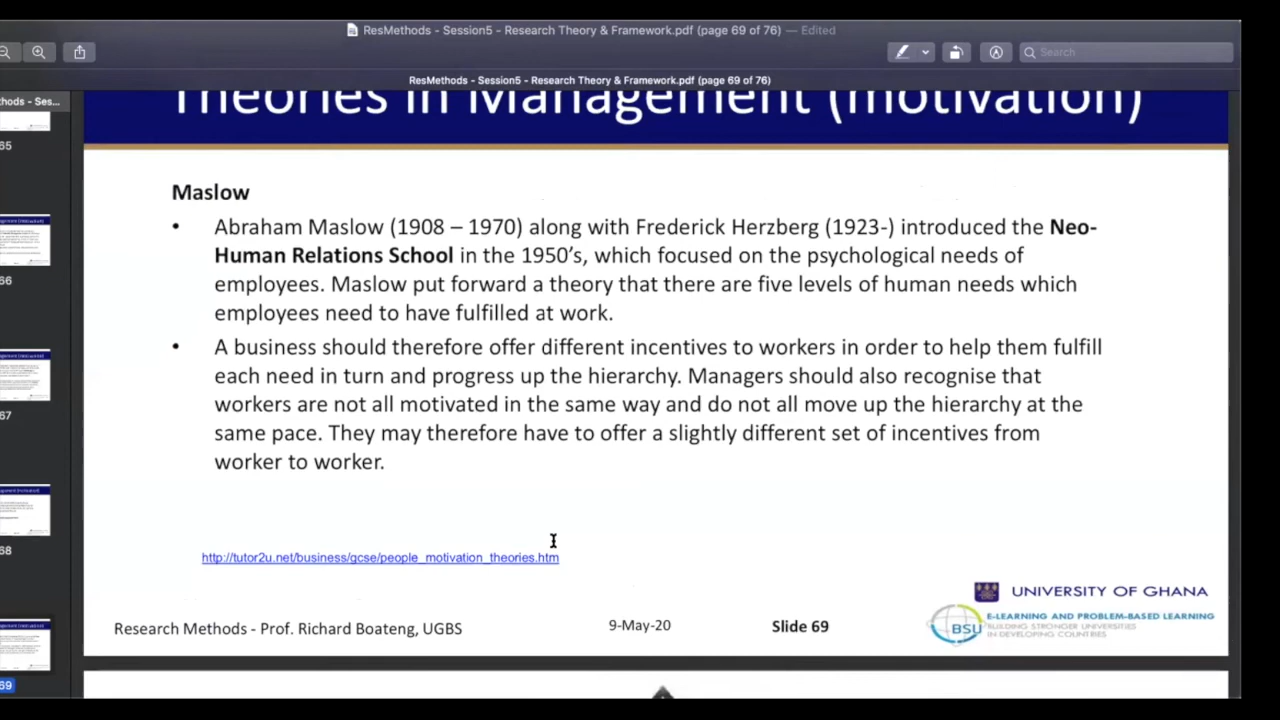 ResMethods - Session5 - Research Theory & Framework.pdf (page 69 of 76) — Edited
Search
ResMethods - Session5 - Research Theory & Framework.pdf (page 69 of 76)
hods - Ses...
65
66
67
68
69
Theories in Management (motivation)
Maslow
• Abraham Maslow (1908 – 1970) along with Frederick Herzberg (1923-) introduced the Neo-
Human Relations School in the 1950’s, which focused on the psychological needs of
employees. Maslow put forward a theory that there are five levels of human needs which
employees need to have fulfilled at work.
• A business should therefore offer different incentives to workers in order to help them fulfill
each need in turn and progress up the hierarchy. Managers should also recognise that
workers are not all motivated in the same way and do not all move up the hierarchy at the
same pace. They may therefore have to offer a slightly different set of incentives from
worker to worker.
http://tutor2u.net/business/gcse/people_motivation_theories.htm
UNIVERSITY OF GHANA
BSU
E-LEARNING AND PROBLEM-BASED LEARNING
BUILDING STRONGER UNIVERSITIES
IN DEVELOPING COUNTRIES
Research Methods - Prof. Richard Boateng, UGBS
9-May-20
Slide 69